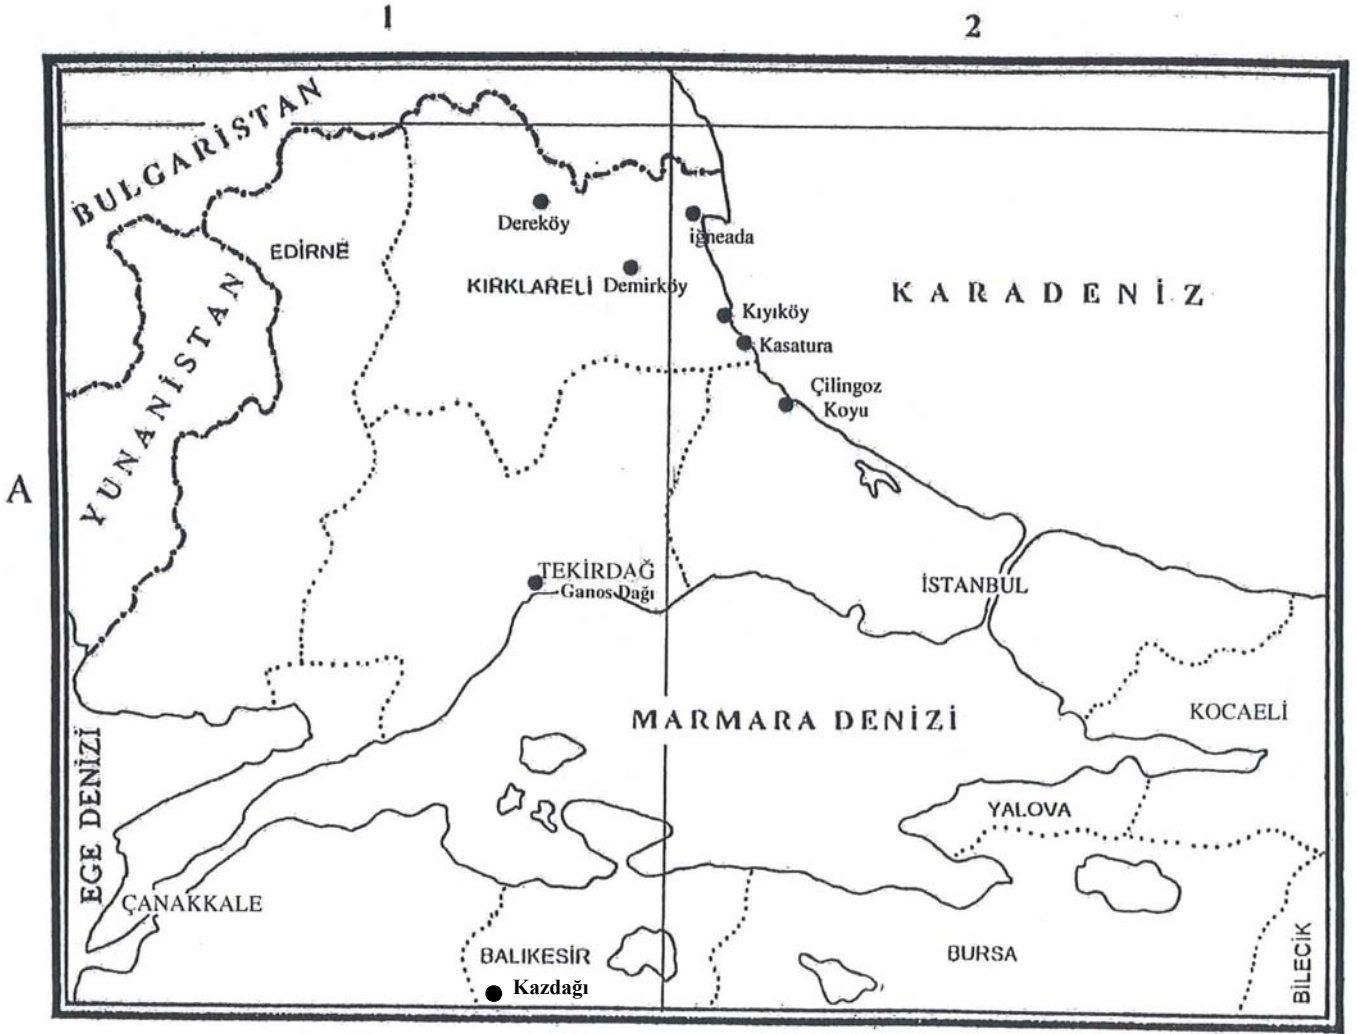 1
2
BULGARİSTAN
Dereköy
iğneada
EDİRNE
KIRKLARELİ
Demirköy
KARADENİZ
Kıyıköy
Kasatura
YUNANİSTAN
Çilingoz
Koyu
A
TEKİRDAĞ
Ganos Dağı
İSTANBUL
MARMARA DENİZİ
KOCAELİ
EGE DENİZİ
YALOVA
ÇANAKKALE
BALIKESİR
BURSA
BİLECİK
Kazdağı